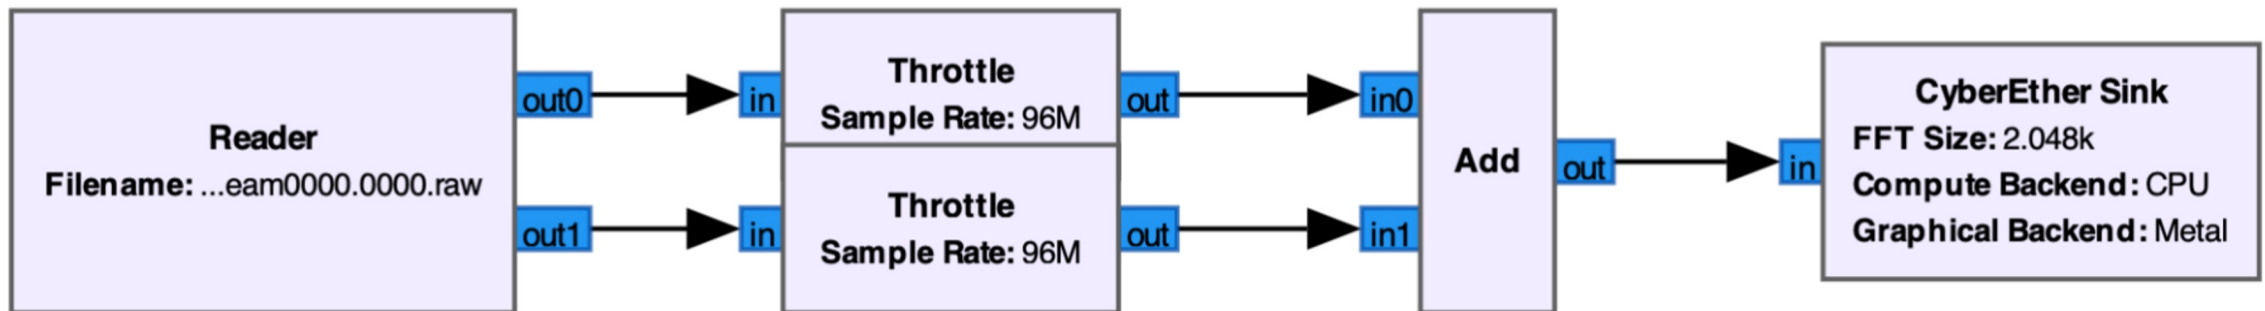 Reader
Filename: ...eam0000.0000.raw
out0
out1
in
Throttle
Sample Rate: 96M
out
in
Throttle
Sample Rate: 96M
out
in0
in1
Add
out
in
CyberEther Sink
FFT Size: 2.048k
Compute Backend: CPU
Graphical Backend: Metal